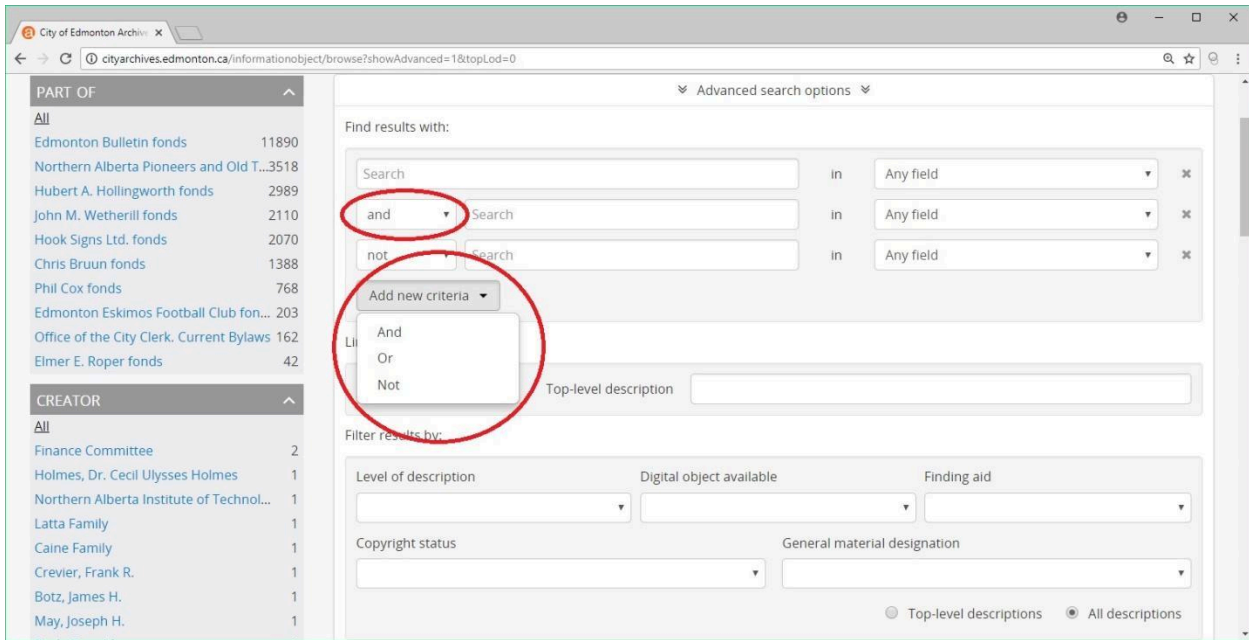 City of Edmonton Archiv
cityarchives.edmonton.ca/informationobject/browse?showAdvanced=1&topLod=0
PART OF
All
Edmonton Bulletin fonds 11890
Northern Alberta Pioneers and Old T...3518
Hubert A. Hollingworth fonds 2989
John M. Wetherill fonds 2110
Hook Signs Ltd. fonds 2070
Chris Bruun fonds 1388
Phil Cox fonds 768
Edmonton Eskimos Football Club fon... 203
Office of the City Clerk. Current Bylaws 162
Elmer E. Roper fonds 42
CREATOR
All
Finance Committee 2
Holmes, Dr. Cecil Ulysses Holmes 1
Northern Alberta Institute of Technol... 1
Latta Family 1
Caine Family 1
Crevier, Frank R. 1
Botz, James H. 1
May, Joseph H. 1
Advanced search options
Find results with:
Search in Any field
and Search in Any field
not Search in Any field
Add new criteria
And
Or
Not
Li
Top-level description
Filter results by:
Level of description Digital object available Finding aid
Copyright status General material designation
Top-level descriptions All descriptions